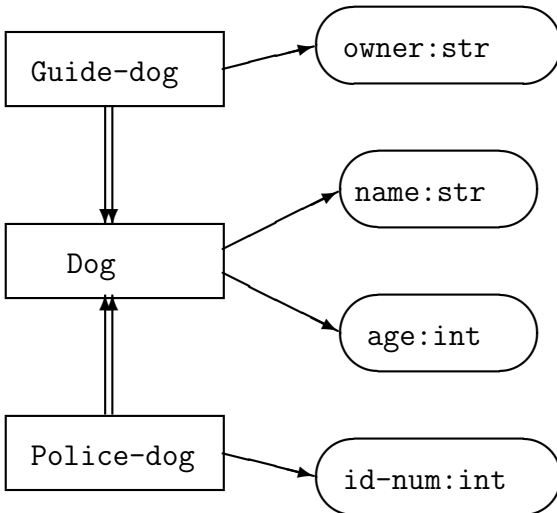 Guide-dog
owner:str
Dog
name:str
age:int
Police-dog
id-num:int